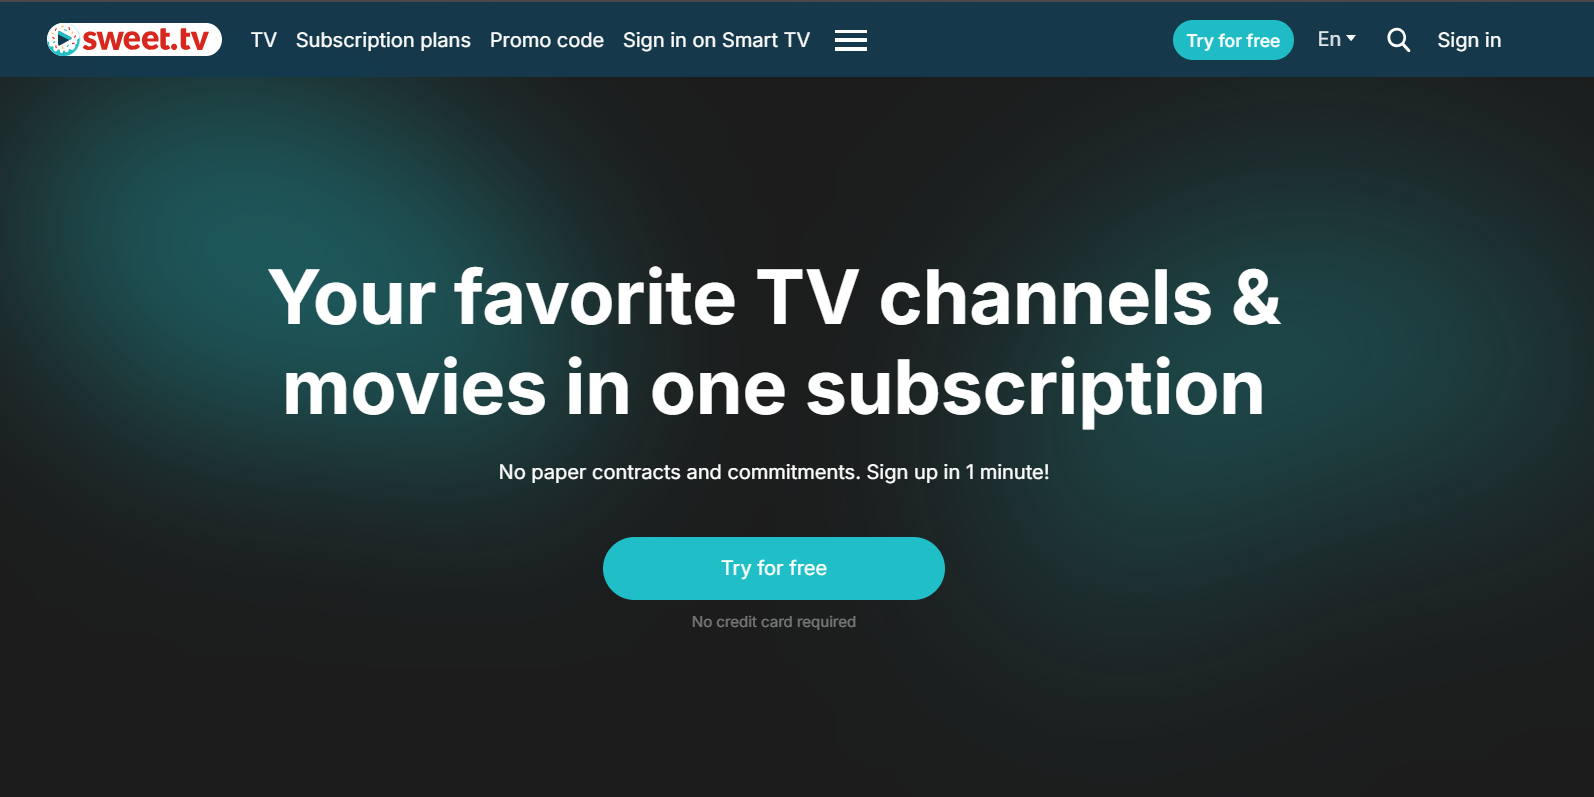 sweet.tv
TV
Subscription plans
Promo code
Sign in on Smart TV
Try for free
En
Sign in
Your favorite TV channels &
movies in one subscription
No paper contracts and commitments. Sign up in 1 minute!
Try for free
No credit card required